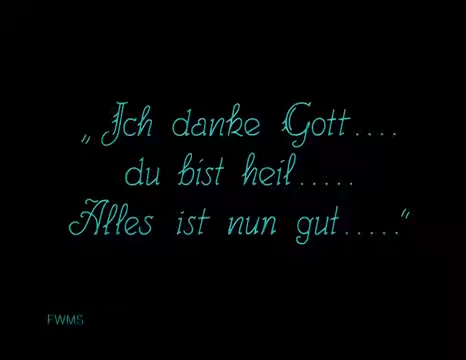 „Ich danke Gott....
du bist heil.....
Alles ist nun gut.....“
FWMS